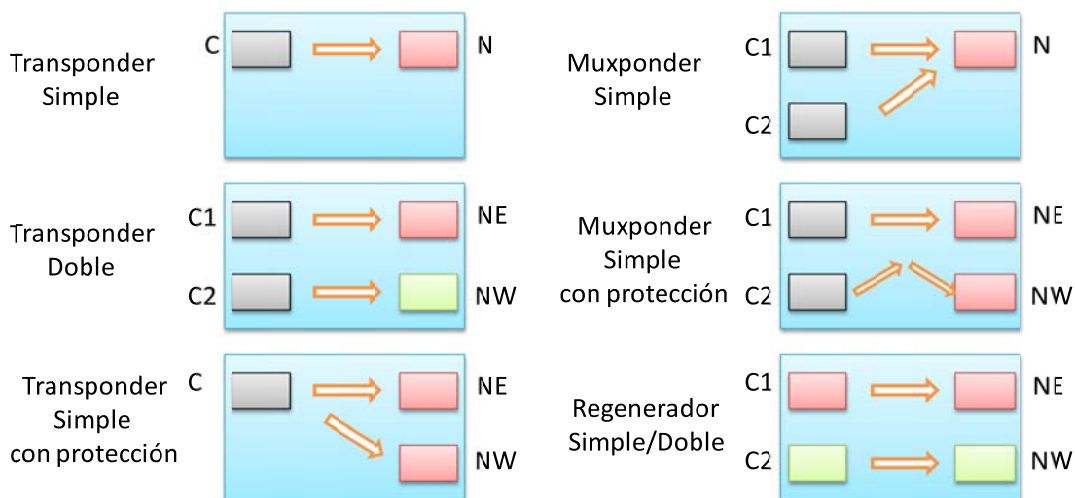 Transponder
Simple
C
N
Muxponder
Simple
C1
C2
N
Transponder
Doble
C1
C2
NE
NW
Muxponder
Simple
con protección
C1
C2
NE
NW
Transponder
Simple
con protección
C
NE
NW
Regenerador
Simple/Doble
C1
C2
NE
NW